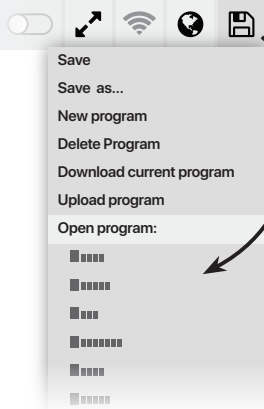 Save
Save as...
New program
Delete Program
Download current program
Upload program
Open program: